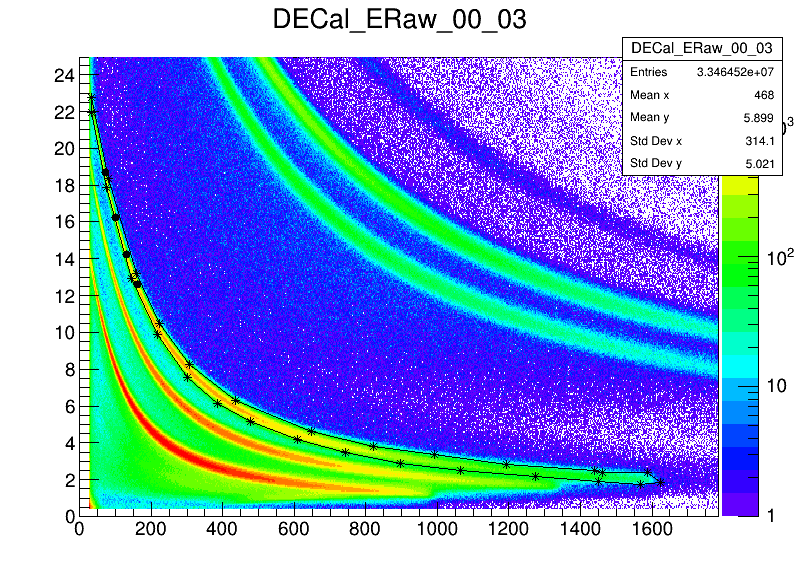 DECal_ERaw_00_03
DECal_ERaw_00_03
Entries 3.346452e+07
Mean x 468
Mean y 5.899
Std Dev x 314.1
Std Dev y 5.021
24
22
20
18
16
14
12
10
8
6
4
2
0
0 200 400 600 800 1000 1200 1400 1600
10²
10
1